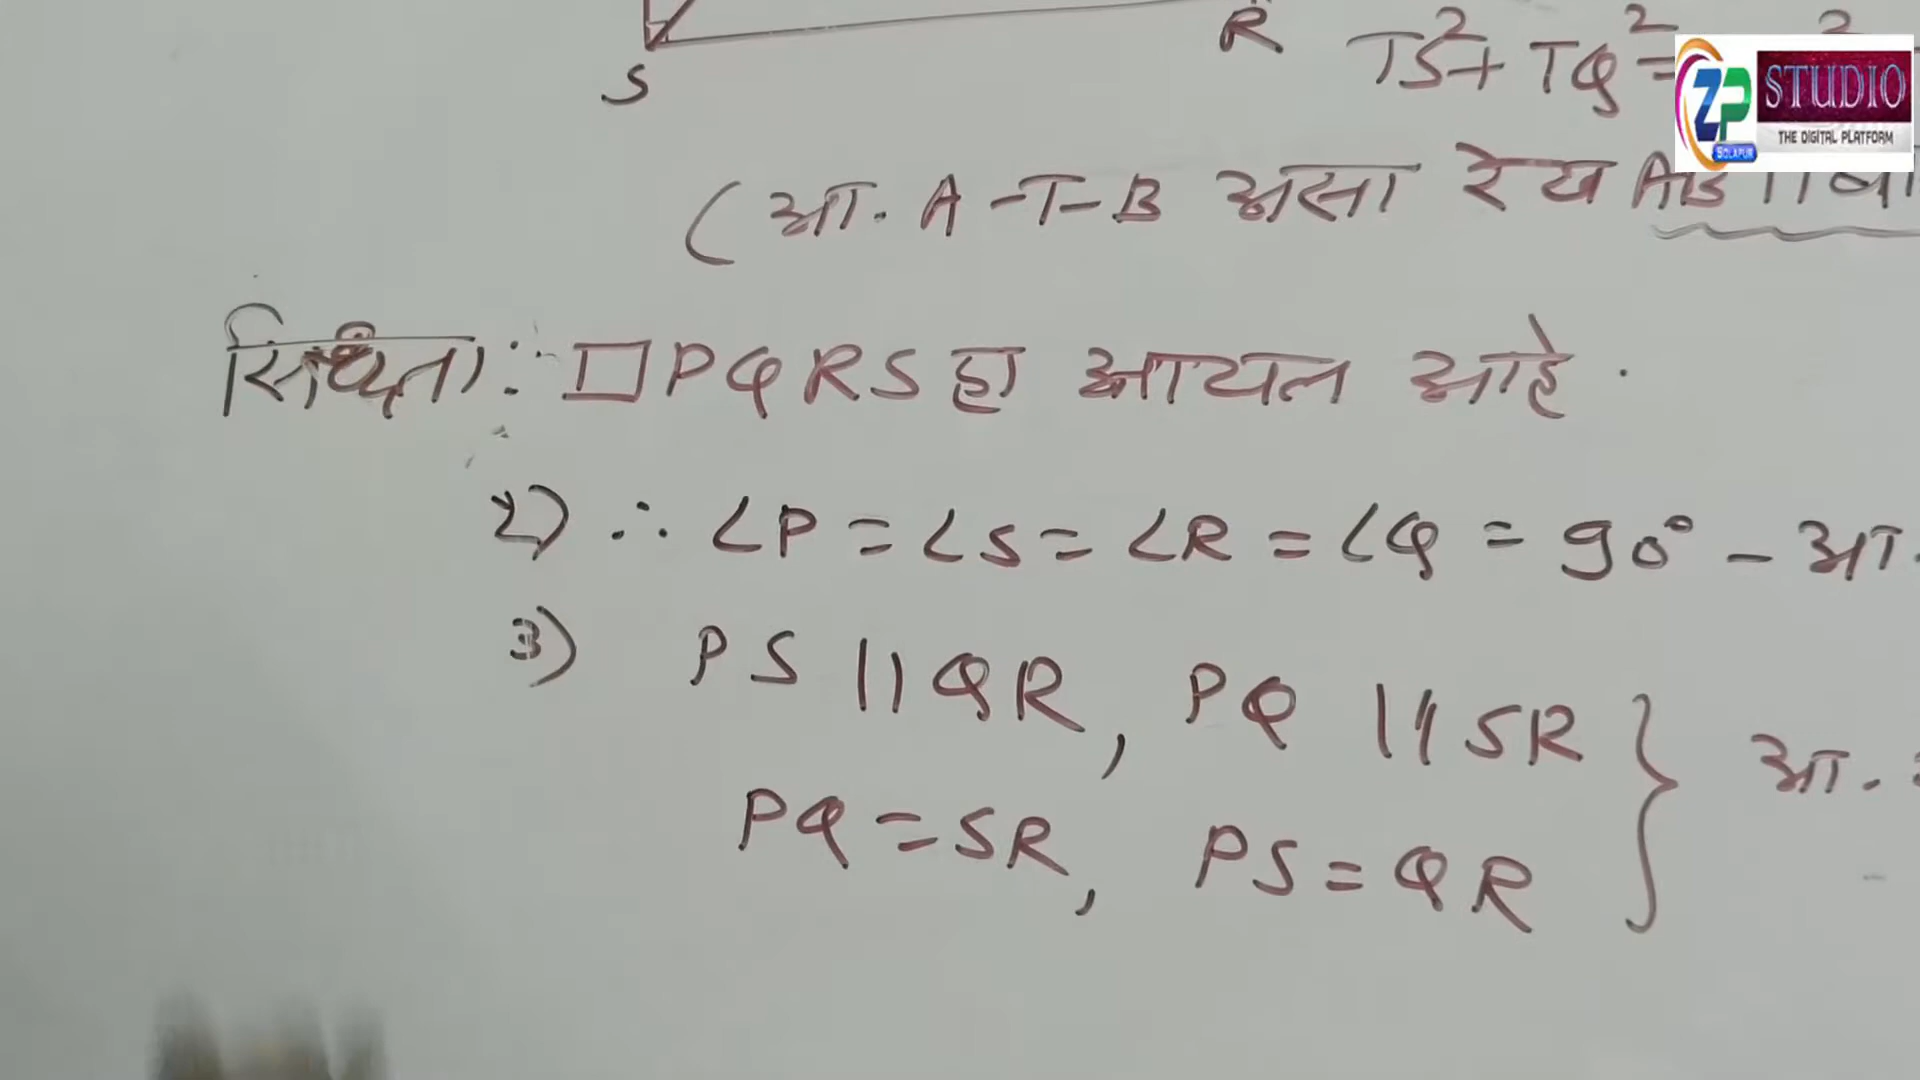 S
R
TS² + TQ² =
(आ. A-T-B असा रेख AB ||
सिध्दता : □PQRS हा आयत आहे.
2) ∴ ∠P = ∠S = ∠R = ∠Q = 90° - आ.
3) PS || QR, PQ || SR } आ.
PQ = SR, PS = QR
ZP STUDIO
THE DIGITAL PLATFORM
SOLAPUR